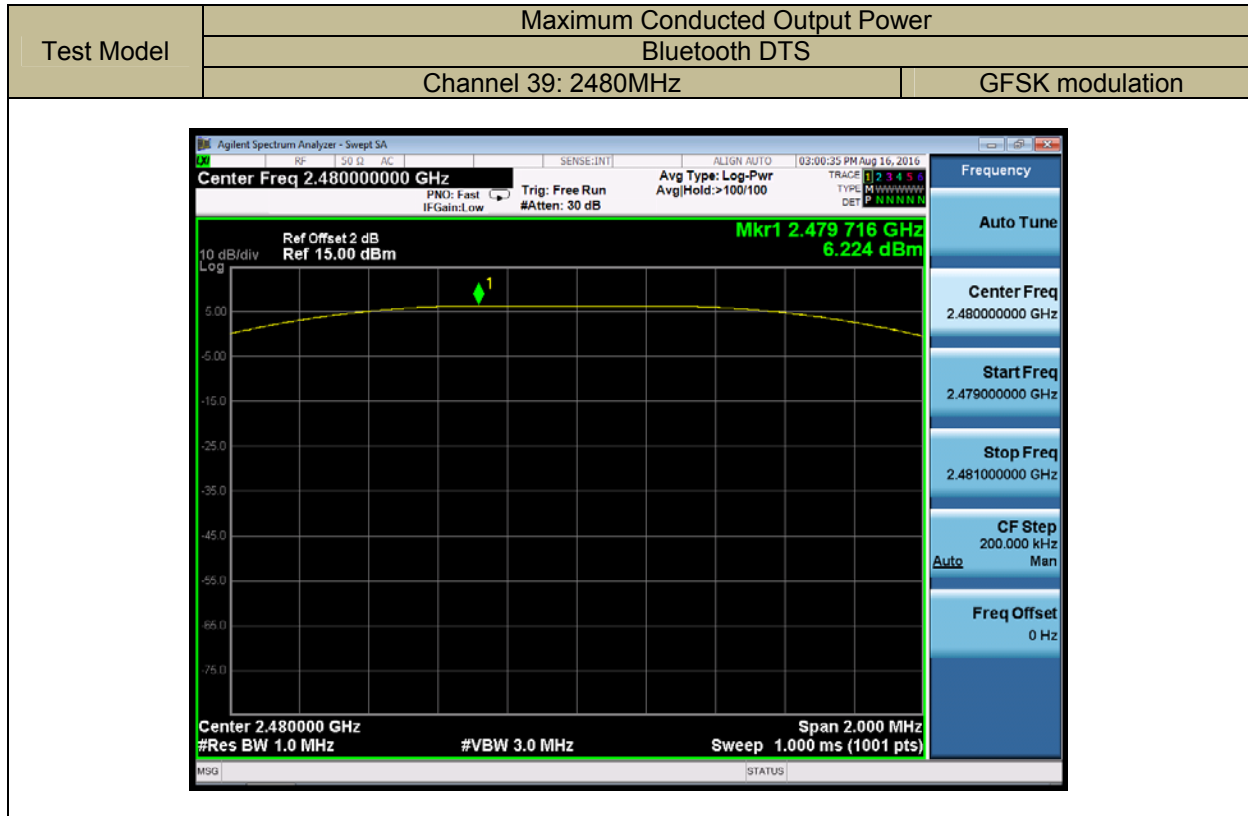 Test Model
Maximum Conducted Output Power
Bluetooth DTS
Channel 39: 2480MHz
GFSK modulation
Agilent Spectrum Analyzer - Swept SA
RF 50 Ω AC SENSE:INT ALIGN AUTO 03:00:35 PM Aug 16, 2016
Center Freq 2.480000000 GHz
PNO: Fast
IFGain:Low
Trig: Free Run
#Atten: 30 dB
Avg Type: Log-Pwr
Avg|Hold:>100/100
TRACE 1 2 3 4 5 6
TYPE M WWWWW
DET P N N N N N
Ref Offset 2 dB
10 dB/div Ref 15.00 dBm
Log
Mkr1 2.479 716 GHz
6.224 dBm
1
5.00
-5.00
-15.0
-25.0
-35.0
-45.0
-55.0
-65.0
-75.0
Center 2.480000 GHz
Span 2.000 MHz
#Res BW 1.0 MHz
#VBW 3.0 MHz
Sweep 1.000 ms (1001 pts)
MSG
STATUS
Frequency
Auto Tune
Center Freq
2.480000000 GHz
Start Freq
2.479000000 GHz
Stop Freq
2.481000000 GHz
CF Step
200.000 kHz
Auto Man
Freq Offset
0 Hz